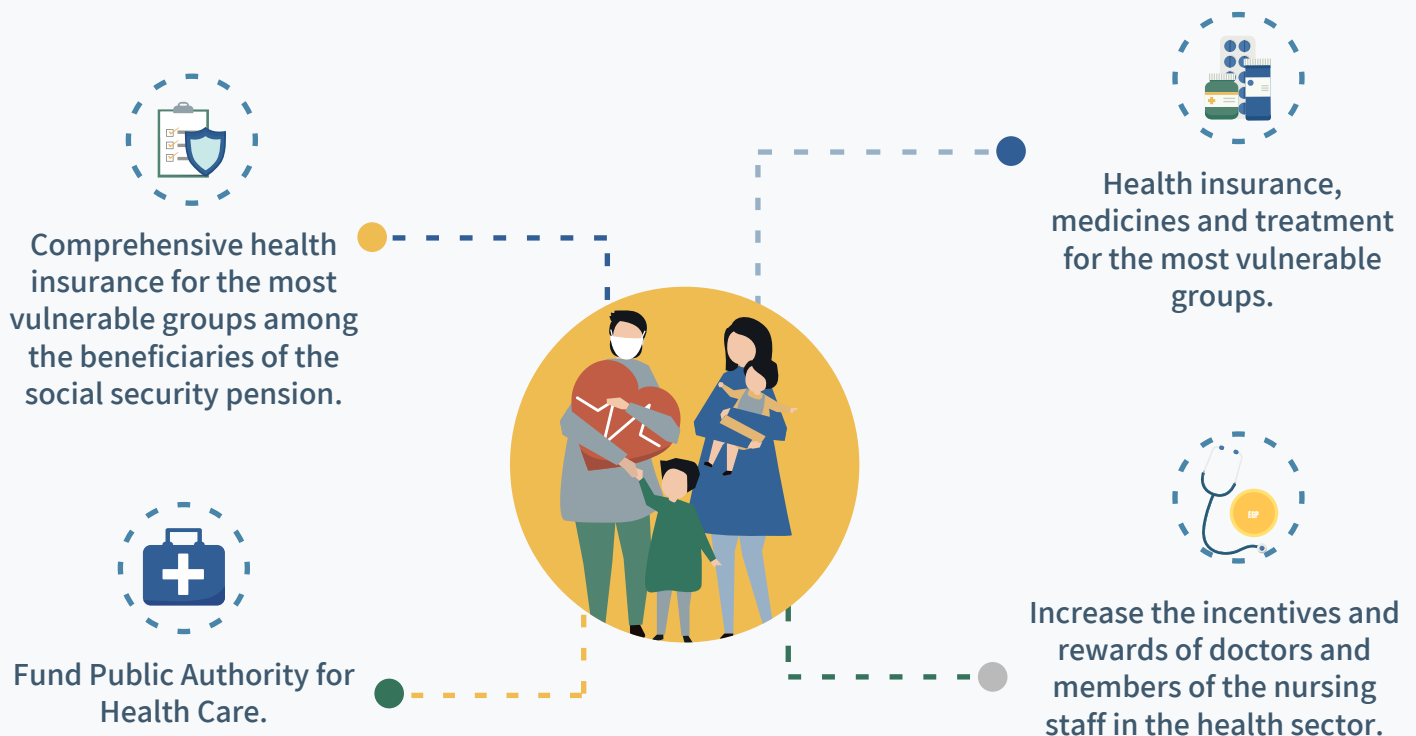 Comprehensive health
insurance for the most
vulnerable groups among
the beneficiaries of the
social security pension.
Fund Public Authority for
Health Care.
Health insurance,
medicines and treatment
for the most vulnerable
groups.
Increase the incentives and
rewards of doctors and
members of the nursing
staff in the health sector.